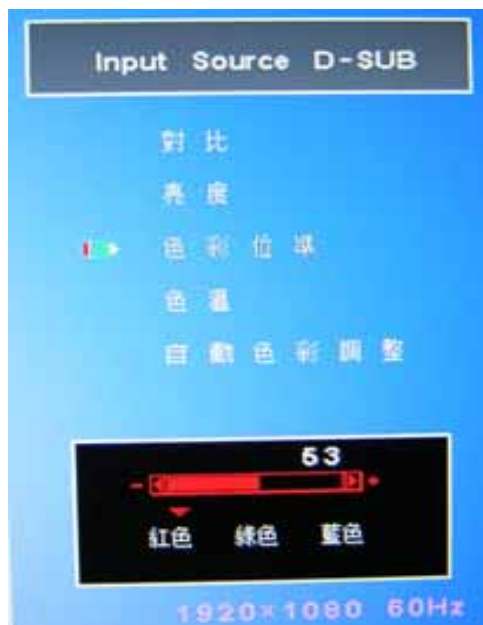 Input Source D-SUB
對比
亮度
色彩位準
色溫
自動色彩調整
53
- +
紅色 綠色 藍色
1920×1080 60Hz